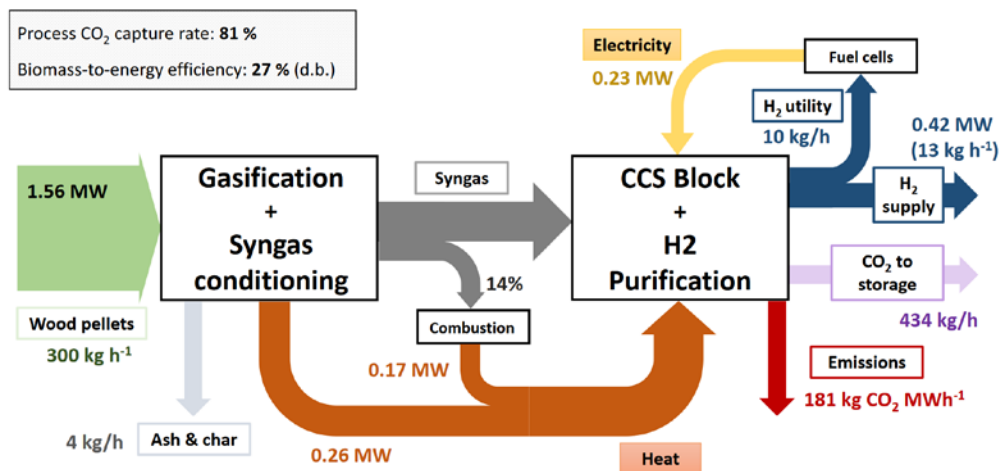 Process CO₂ capture rate: 81 %
Biomass-to-energy efficiency: 27 % (d.b.)
Electricity
0.23 MW
Fuel cells
H₂ utility
10 kg/h
0.42 MW
(13 kg h⁻¹)
1.56 MW
Gasification
+
Syngas
conditioning
Syngas
CCS Block
+
H2
Purification
H₂
supply
14%
Combustion
CO₂ to
storage
434 kg/h
Wood pellets
300 kg h⁻¹
0.17 MW
Emissions
181 kg CO₂ MWh⁻¹
4 kg/h
Ash & char
0.26 MW
Heat